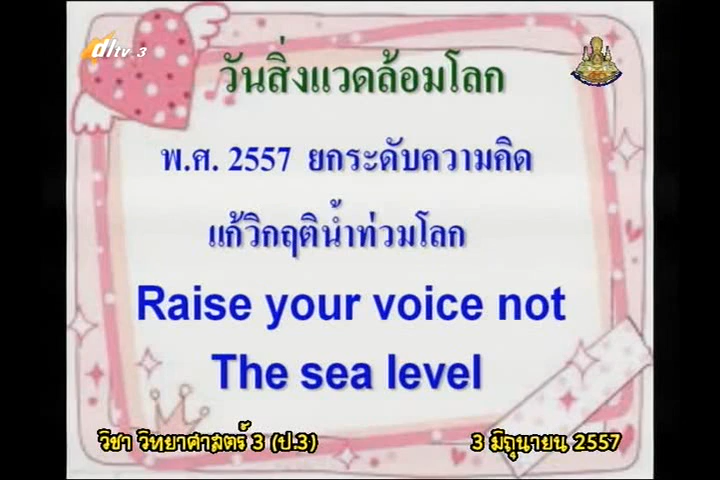 dltv 3
วันสิ่งแวดล้อมโลก
พ.ศ. 2557 ยกระดับความคิด
แก้วิกฤติน้ำท่วมโลก
Raise your voice not
The sea level
วิชา วิทยาศาสตร์ 3 (ป.3)
3 มิถุนายน 2557